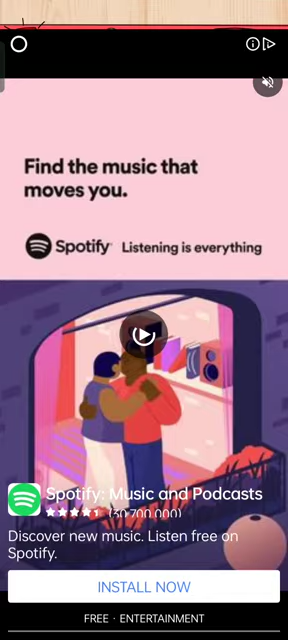 Find the music that
moves you.
Spotify Listening is everything
Spotify: Music and Podcasts
(30,700,000)
Discover new music. Listen free on
Spotify.
INSTALL NOW
FREE · ENTERTAINMENT